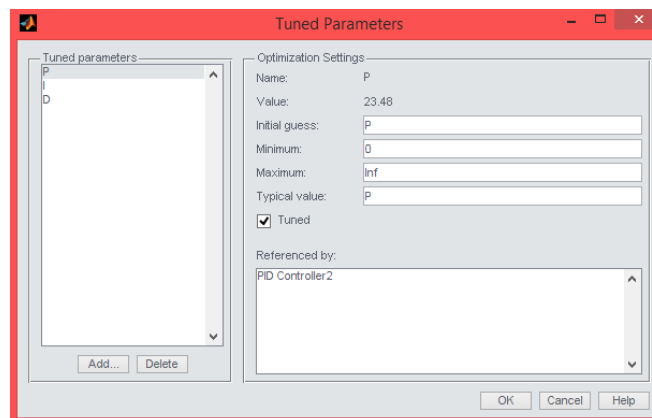 Tuned Parameters
Tuned parameters
P
I
D
Add...
Delete
Optimization Settings
Name: P
Value: 23.48
Initial guess: P
Minimum: 0
Maximum: Inf
Typical value: P
Tuned
Referenced by:
PID Controller2
OK Cancel Help